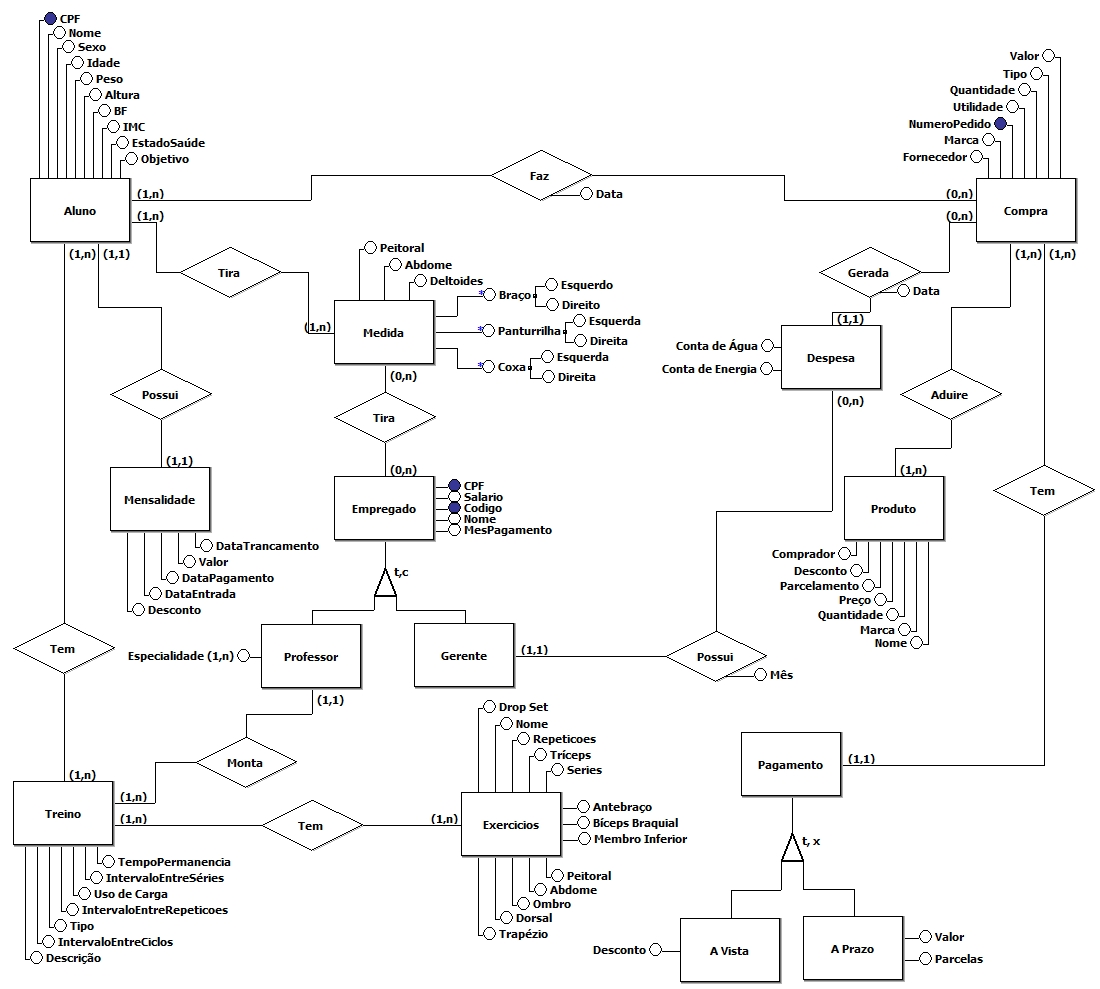 CPF
Nome
Sexo
Idade
Peso
Altura
BF
IMC
EstadoSaúde
Objetivo
Aluno
(1,n)
(1,n)
(1,n)
(1,1)
Faz
Data
Valor
Tipo
Quantidade
Utilidade
NumeroPedido
Marca
Fornecedor
Compra
(0,n)
(0,n)
(1,n)
(1,n)
Tira
Peitoral
Abdome
Deltoides
Medida
(1,n)
(0,n)
* Braço
Esquerdo
Direito
* Panturrilha
Esquerda
Direita
* Coxa
Esquerda
Direita
Gerada
Data
(1,1)
Conta de Água
Conta de Energia
Despesa
(0,n)
Possui
Tira
Aduire
(1,1)
Mensalidade
DataTrancamento
Valor
DataPagamento
DataEntrada
Desconto
(0,n)
Empregado
CPF
Salario
Codigo
Nome
MesPagamento
t,c
(1,n)
Produto
Tem
Comprador
Desconto
Parcelamento
Preço
Quantidade
Marca
Nome
Tem
Especialidade (1,n)
Professor
(1,1)
Gerente
(1,1)
Possui
Mês
Monta
Drop Set
Nome
Repeticoes
Tríceps
Series
Exercicios
(1,n)
Antebraço
Bíceps Braquial
Membro Inferior
Peitoral
Abdome
Ombro
Dorsal
Trapézio
Pagamento
(1,1)
(1,n)
Treino
(1,n)
(1,n)
Tem
TempoPermanencia
IntervaloEntreSéries
Uso de Carga
IntervaloEntreRepeticoes
Tipo
IntervaloEntreCiclos
Descrição
t, x
Desconto
A Vista
A Prazo
Valor
Parcelas